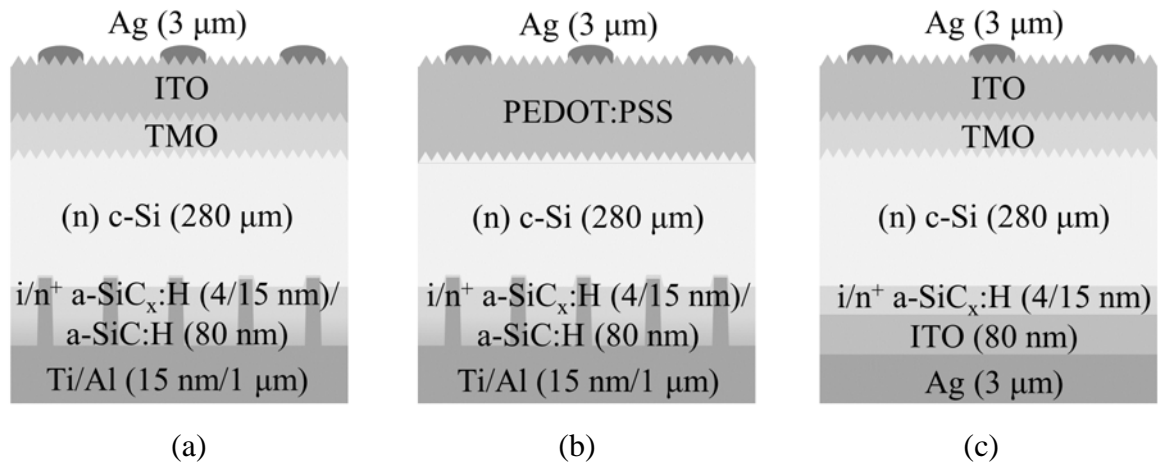 Ag (3 μm)
ITO
TMO
(n) c-Si (280 μm)
i/n⁺ a-SiCₓ:H (4/15 nm)/
a-SiC:H (80 nm)
Ti/Al (15 nm/1 μm)
(a)
Ag (3 μm)
PEDOT:PSS
(n) c-Si (280 μm)
i/n⁺ a-SiCₓ:H (4/15 nm)/
a-SiC:H (80 nm)
Ti/Al (15 nm/1 μm)
(b)
Ag (3 μm)
ITO
TMO
(n) c-Si (280 μm)
i/n⁺ a-SiCₓ:H (4/15 nm)
ITO (80 nm)
Ag (3 μm)
(c)